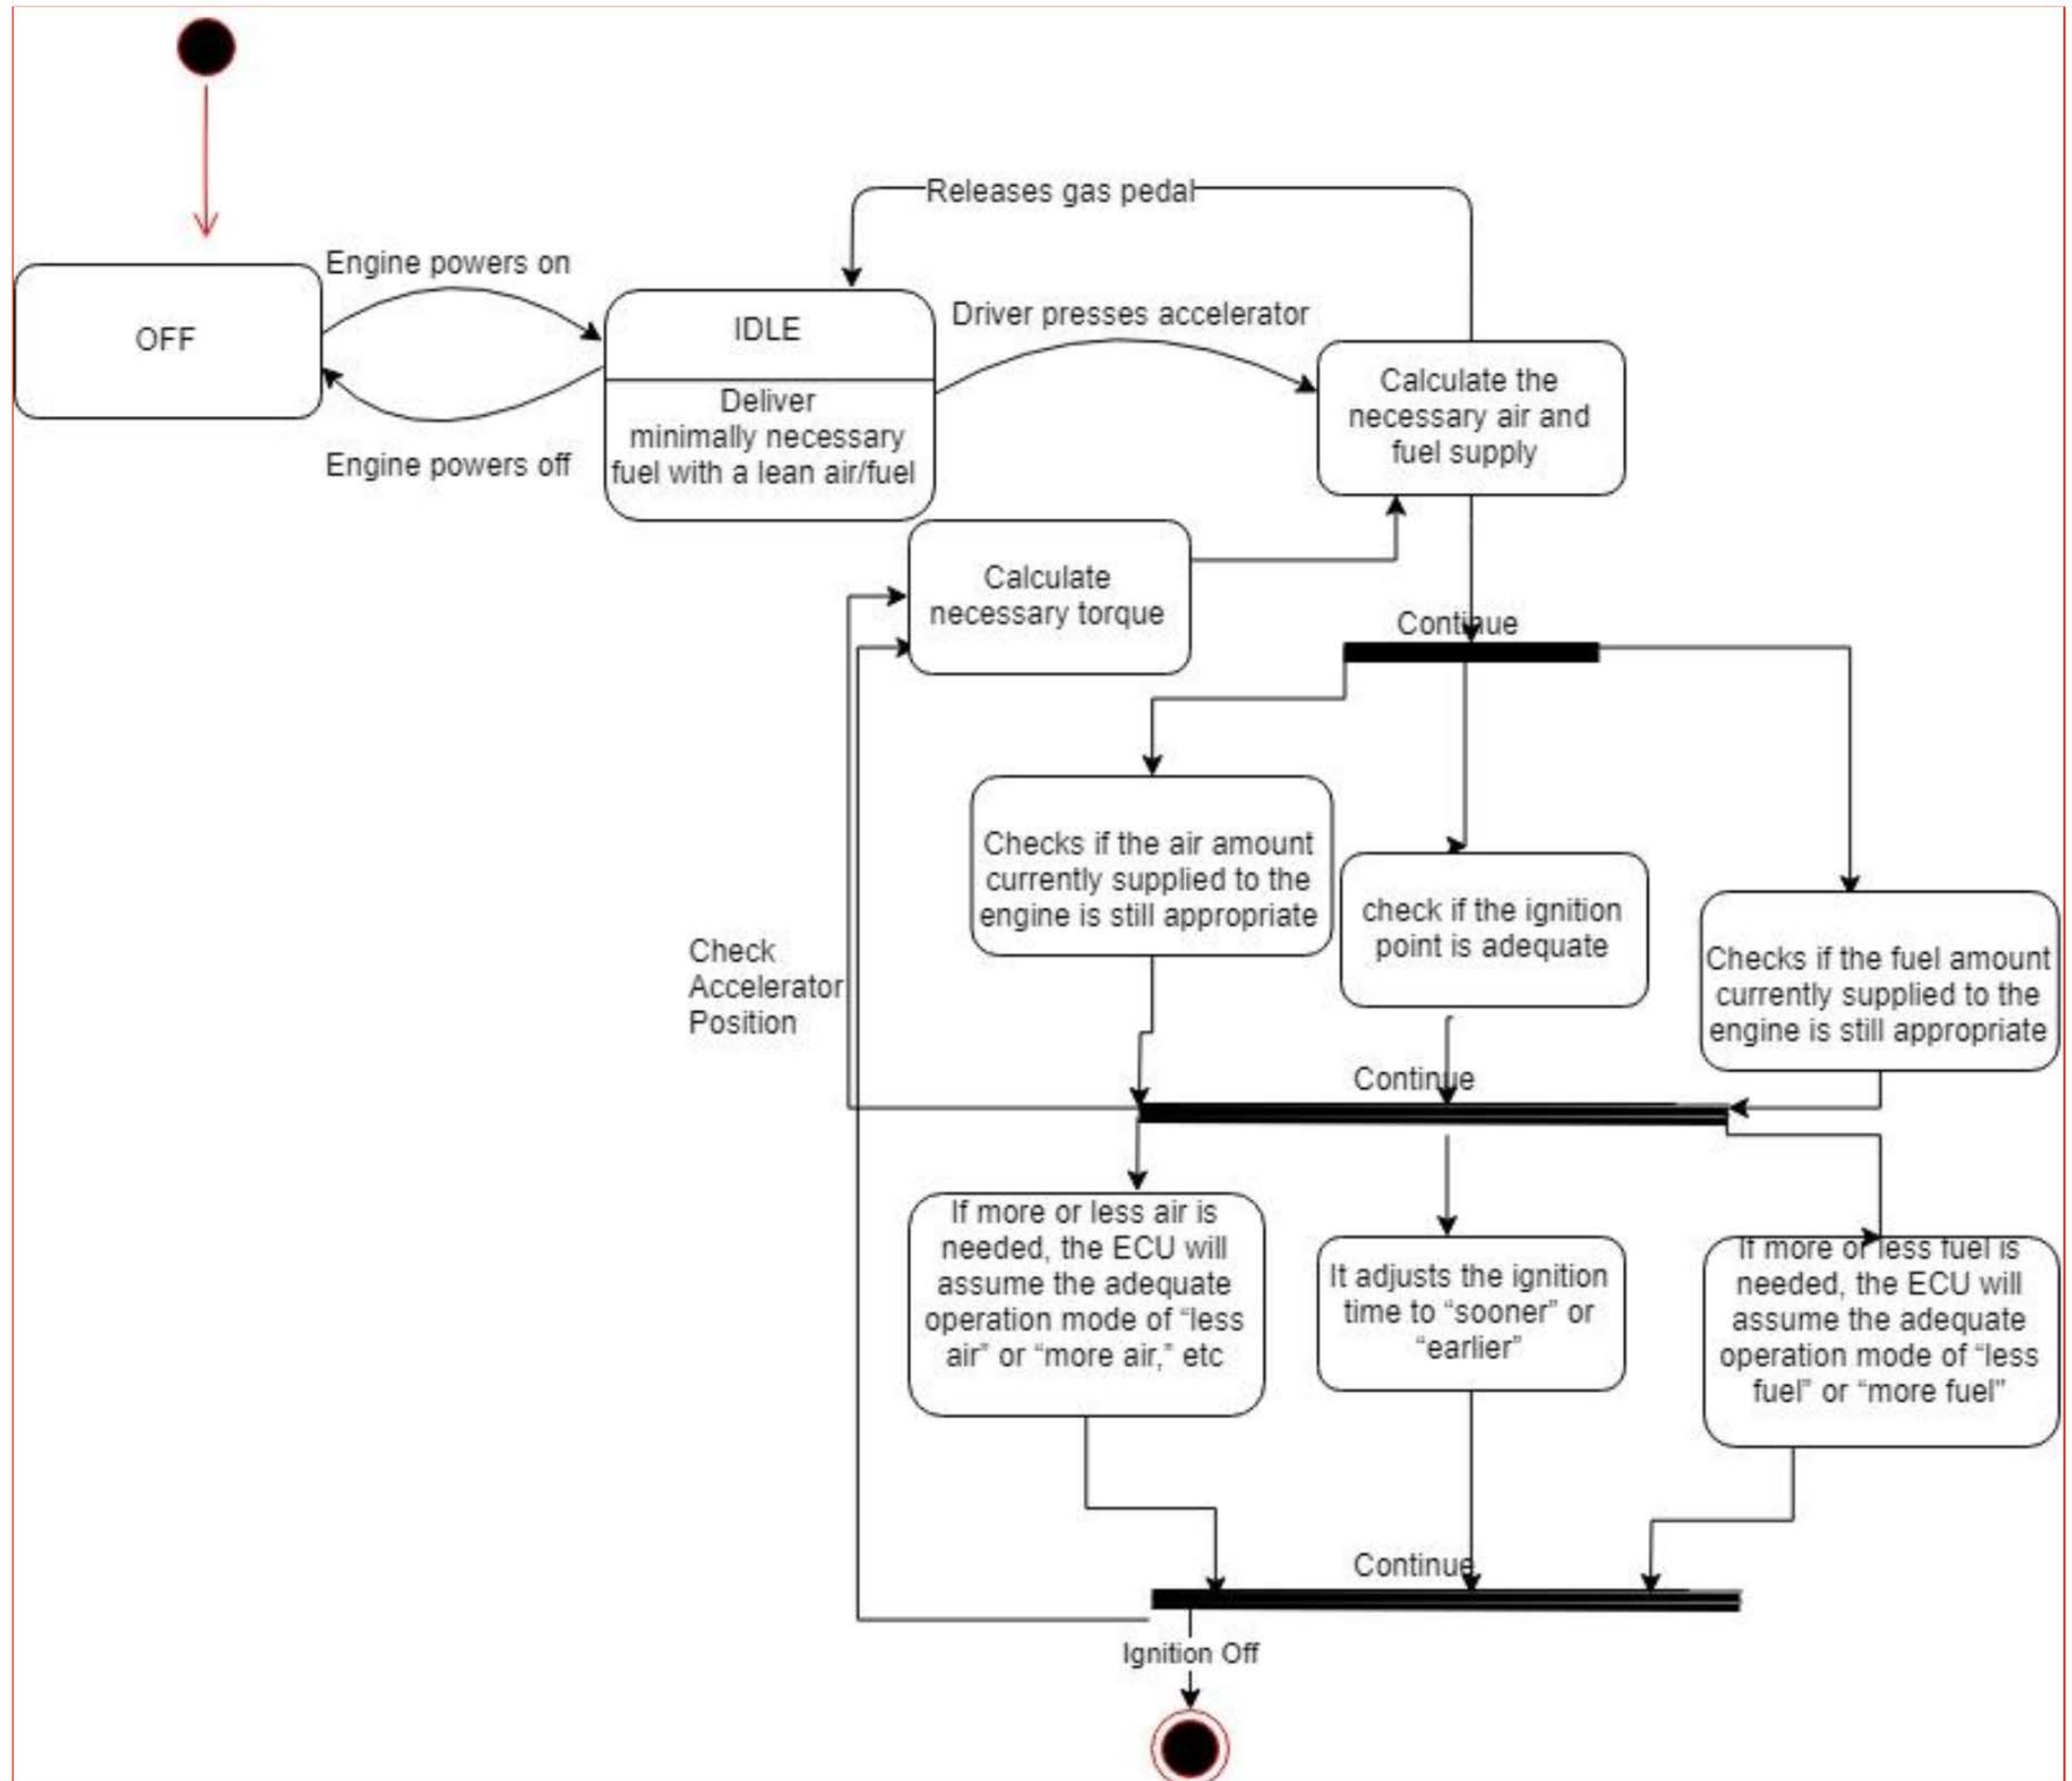 Releases gas pedal
Engine powers on
OFF
Engine powers off
IDLE
Deliver
minimally necessary
fuel with a lean air/fuel
Driver presses accelerator
Calculate the
necessary air and
fuel supply
Calculate
necessary torque
Continue
Checks if the air amount
currently supplied to the
engine is still appropriate
check if the ignition
point is adequate
Checks if the fuel amount
currently supplied to the
engine is still appropriate
Check
Accelerator
Position
Continue
If more or less air is
needed, the ECU will
assume the adequate
operation mode of “less
air” or “more air,” etc
It adjusts the ignition
time to “sooner” or
“earlier”
If more or less fuel is
needed, the ECU will
assume the adequate
operation mode of “less
fuel” or “more fuel”
Continue
Ignition Off